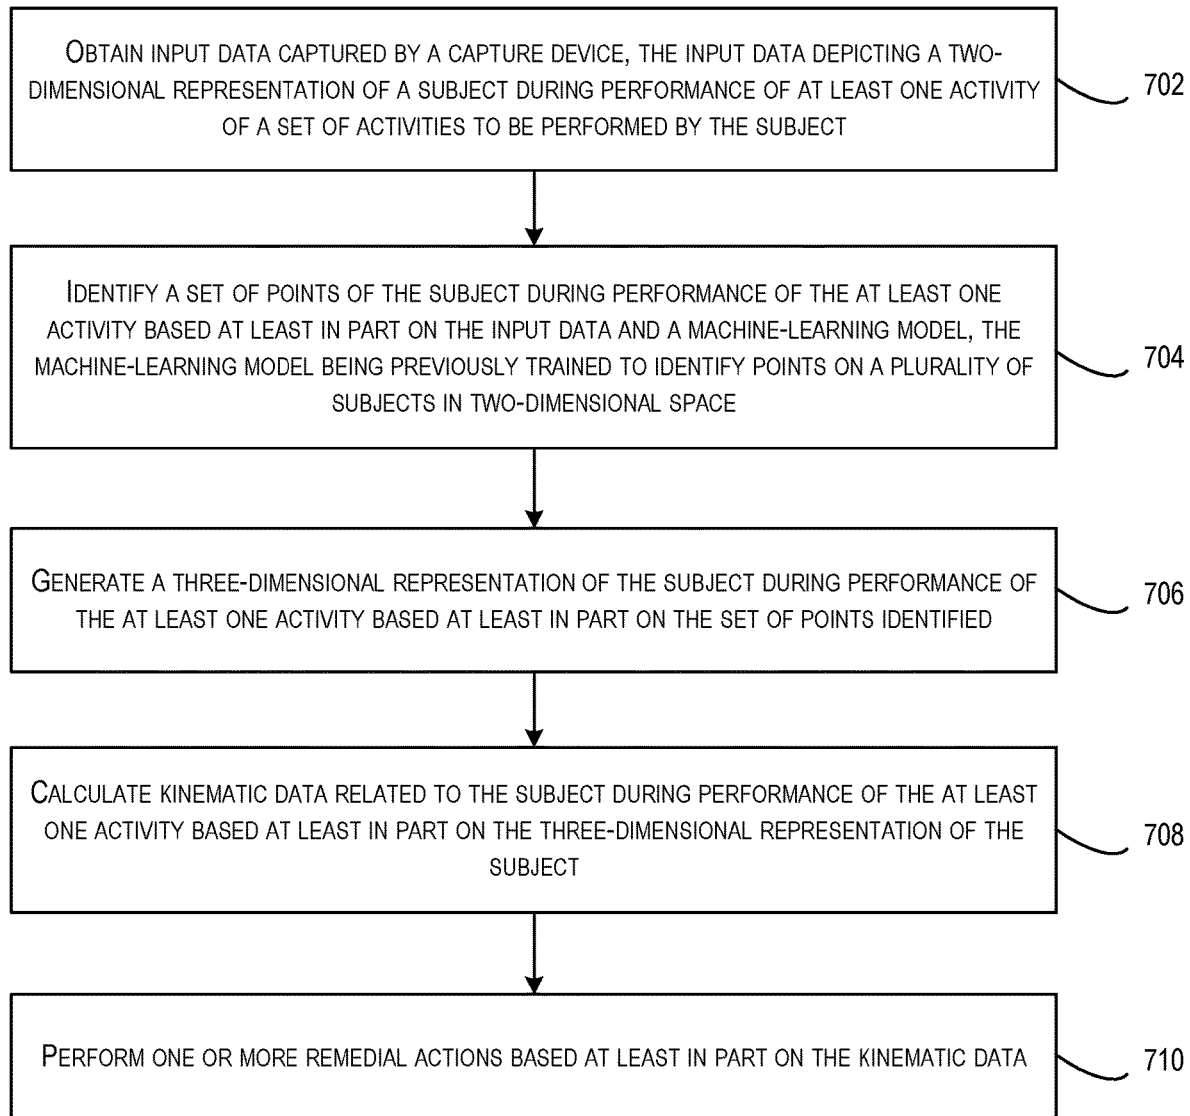 OBTAIN INPUT DATA CAPTURED BY A CAPTURE DEVICE, THE INPUT DATA DEPICTING A TWO-
DIMENSIONAL REPRESENTATION OF A SUBJECT DURING PERFORMANCE OF AT LEAST ONE ACTIVITY
OF A SET OF ACTIVITIES TO BE PERFORMED BY THE SUBJECT
702
IDENTIFY A SET OF POINTS OF THE SUBJECT DURING PERFORMANCE OF THE AT LEAST ONE
ACTIVITY BASED AT LEAST IN PART ON THE INPUT DATA AND A MACHINE-LEARNING MODEL, THE
MACHINE-LEARNING MODEL BEING PREVIOUSLY TRAINED TO IDENTIFY POINTS ON A PLURALITY OF
SUBJECTS IN TWO-DIMENSIONAL SPACE
704
GENERATE A THREE-DIMENSIONAL REPRESENTATION OF THE SUBJECT DURING PERFORMANCE OF
THE AT LEAST ONE ACTIVITY BASED AT LEAST IN PART ON THE SET OF POINTS IDENTIFIED
706
CALCULATE KINEMATIC DATA RELATED TO THE SUBJECT DURING PERFORMANCE OF THE AT LEAST
ONE ACTIVITY BASED AT LEAST IN PART ON THE THREE-DIMENSIONAL REPRESENTATION OF THE
SUBJECT
708
PERFORM ONE OR MORE REMEDIAL ACTIONS BASED AT LEAST IN PART ON THE KINEMATIC DATA
710